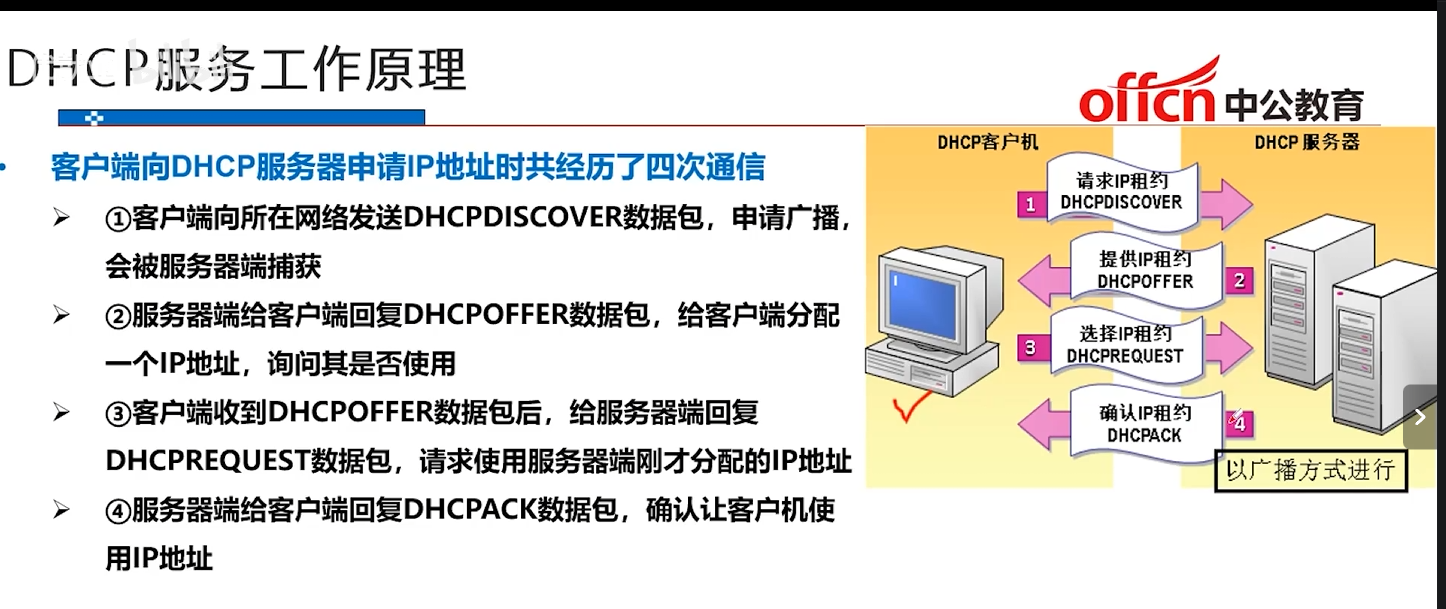 DHCP服务工作原理
offcn 中公教育
客户端向DHCP服务器申请IP地址时共经历了四次通信
①客户端向所在网络发送DHCPDISCOVER数据包，申请广播，
会被服务器端捕获
②服务器端给客户端回复DHCPOFFER数据包，给客户端分配
一个IP地址，询问其是否使用
③客户端收到DHCPOFFER数据包后，给服务器端回复
DHCPREQUEST数据包，请求使用服务器端刚才分配的IP地址
④服务器端给客户端回复DHCPACK数据包，确认让客户机使
用IP地址
DHCP客户机
DHCP 服务器
1
请求IP租约
DHCPDISCOVER
提供IP租约
DHCPOFFER
2
3
选择IP租约
DHCPREQUEST
确认IP租约
DHCPACK
4
以广播方式进行